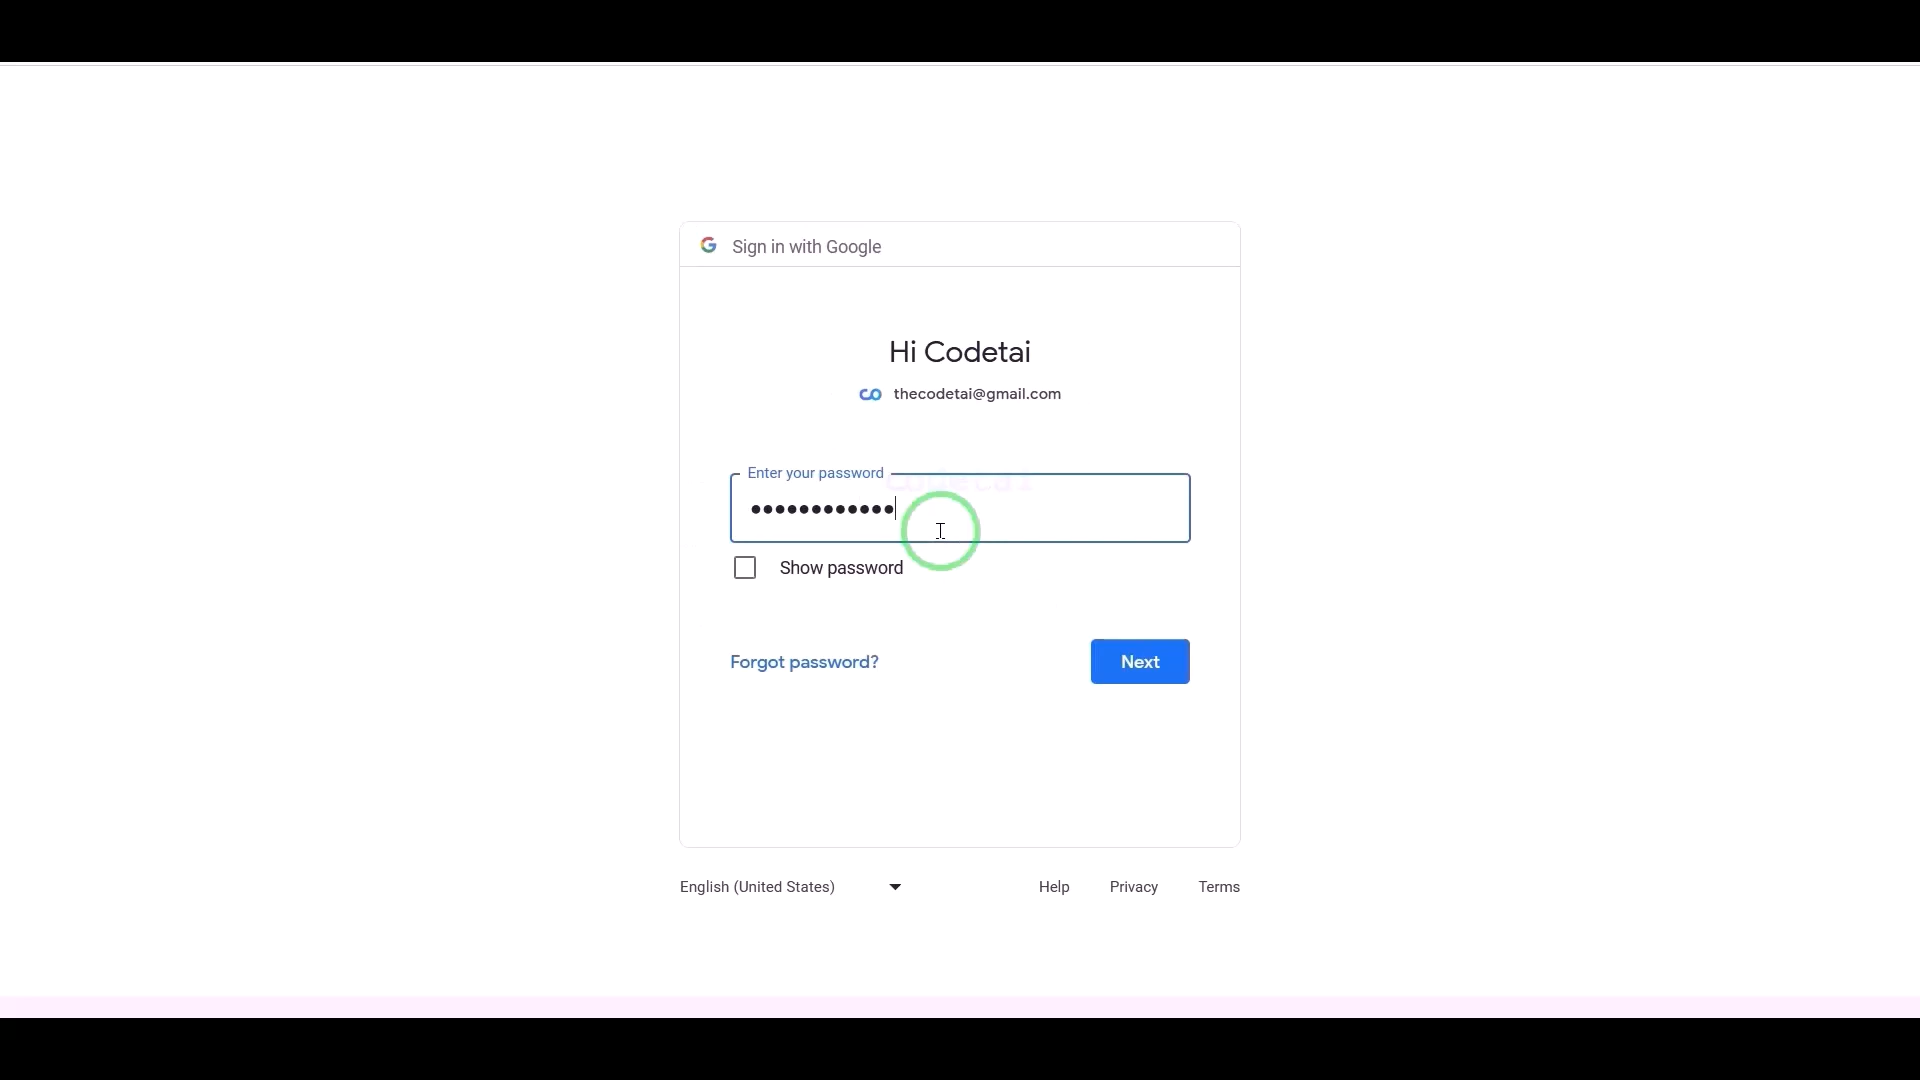 Sign in with Google
Hi Codetai
thecodetai@gmail.com
Enter your password
codetai
●●●●●●●●●●●●
Show password
Forgot password?
Next
English (United States)
Help Privacy Terms